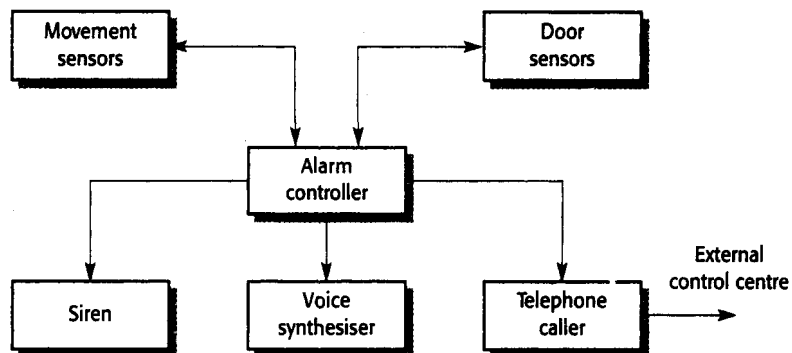 Movement
sensors
Door
sensors
Alarm
controller
External
control centre
Siren
Voice
synthesiser
Telephone
caller